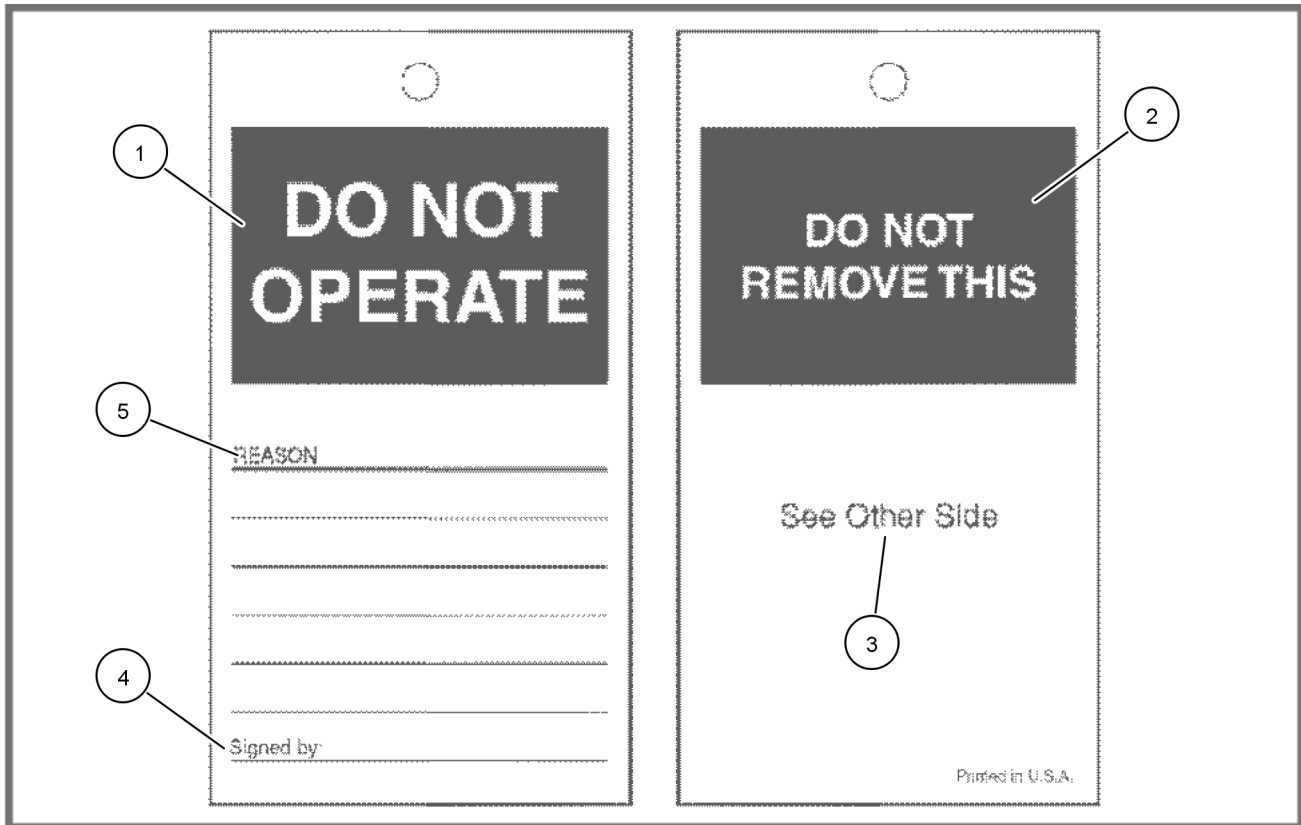 DO NOT
OPERATE
REASON
Signed by:
DO NOT
REMOVE THIS
See Other Side
Printed in U.S.A.
1
2
3
4
5